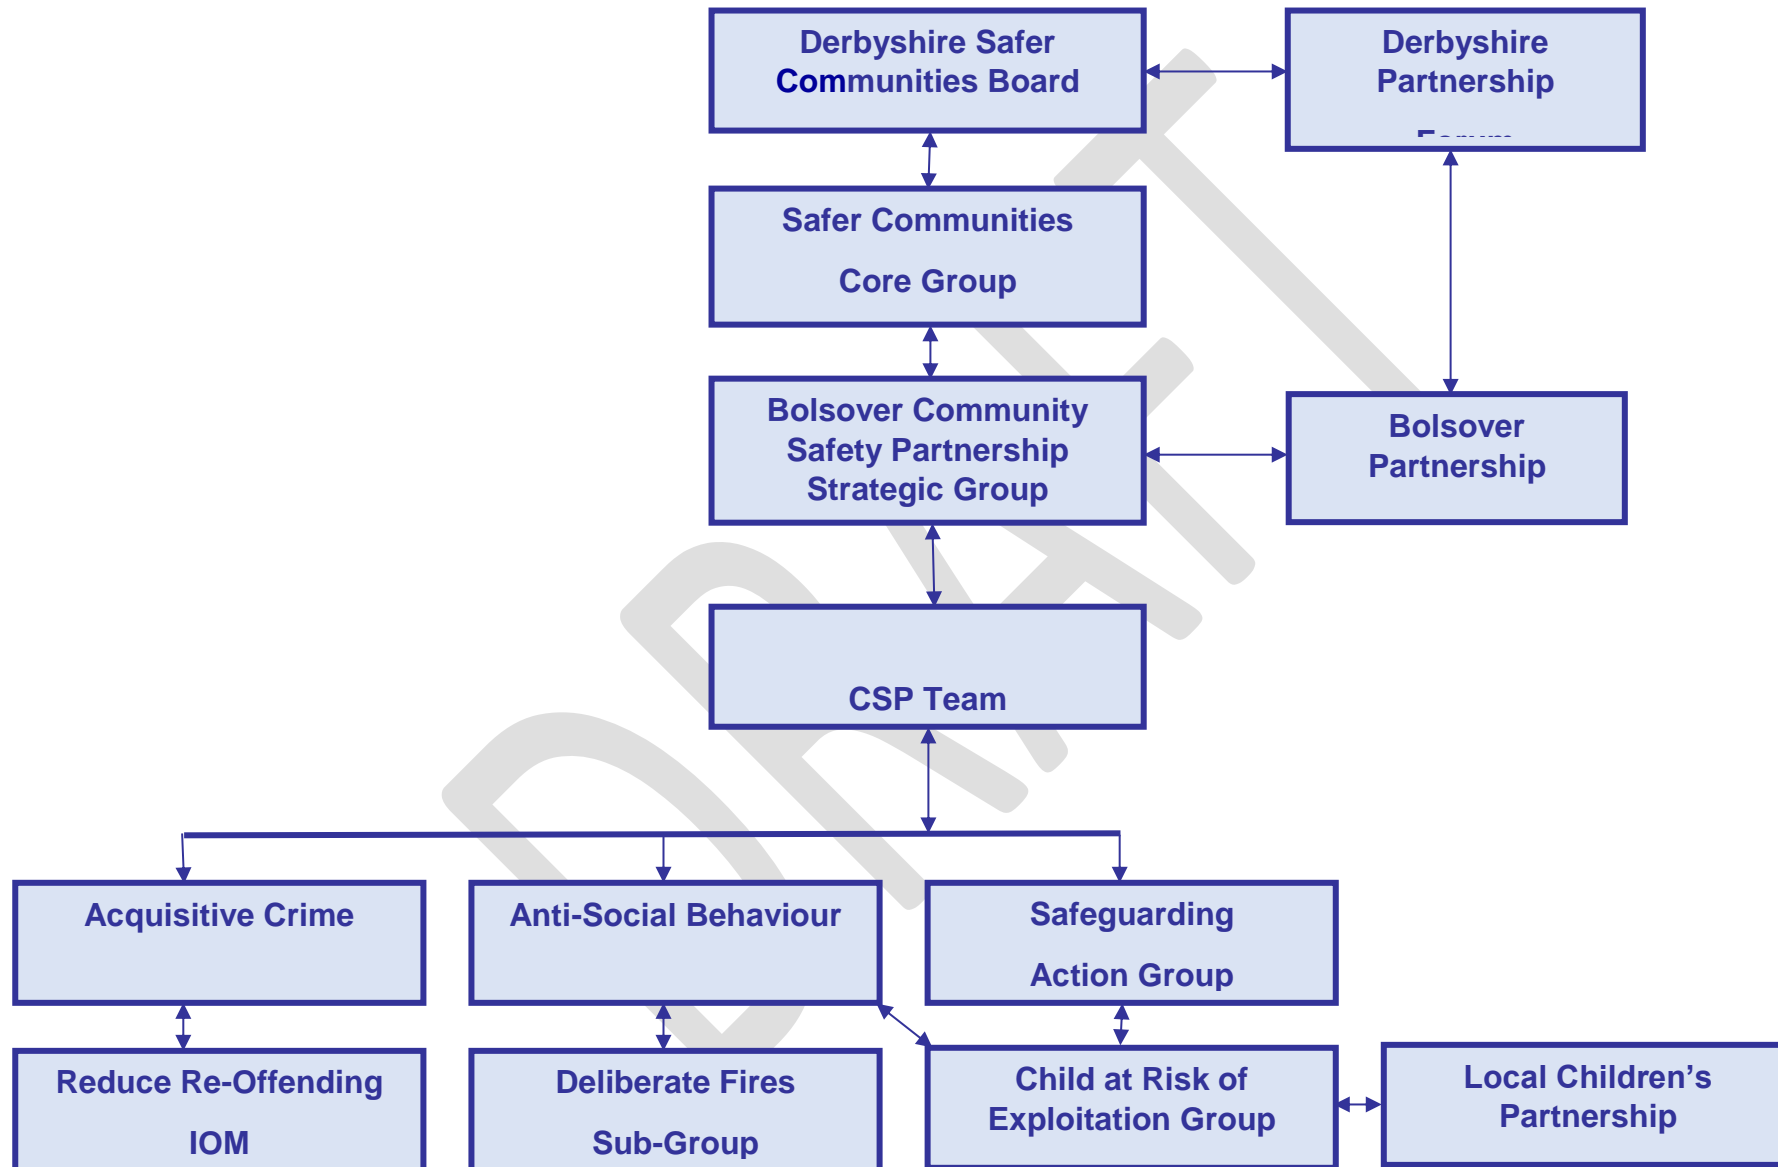 Derbyshire Safer
Communities Board
Derbyshire
Partnership
Forum
Safer Communities
Core Group
Bolsover Community
Safety Partnership
Strategic Group
Bolsover
Partnership
CSP Team
Acquisitive Crime
Anti-Social Behaviour
Safeguarding
Action Group
Reduce Re-Offending
IOM
Deliberate Fires
Sub-Group
Child at Risk of
Exploitation Group
Local Children’s
Partnership
DRAFT